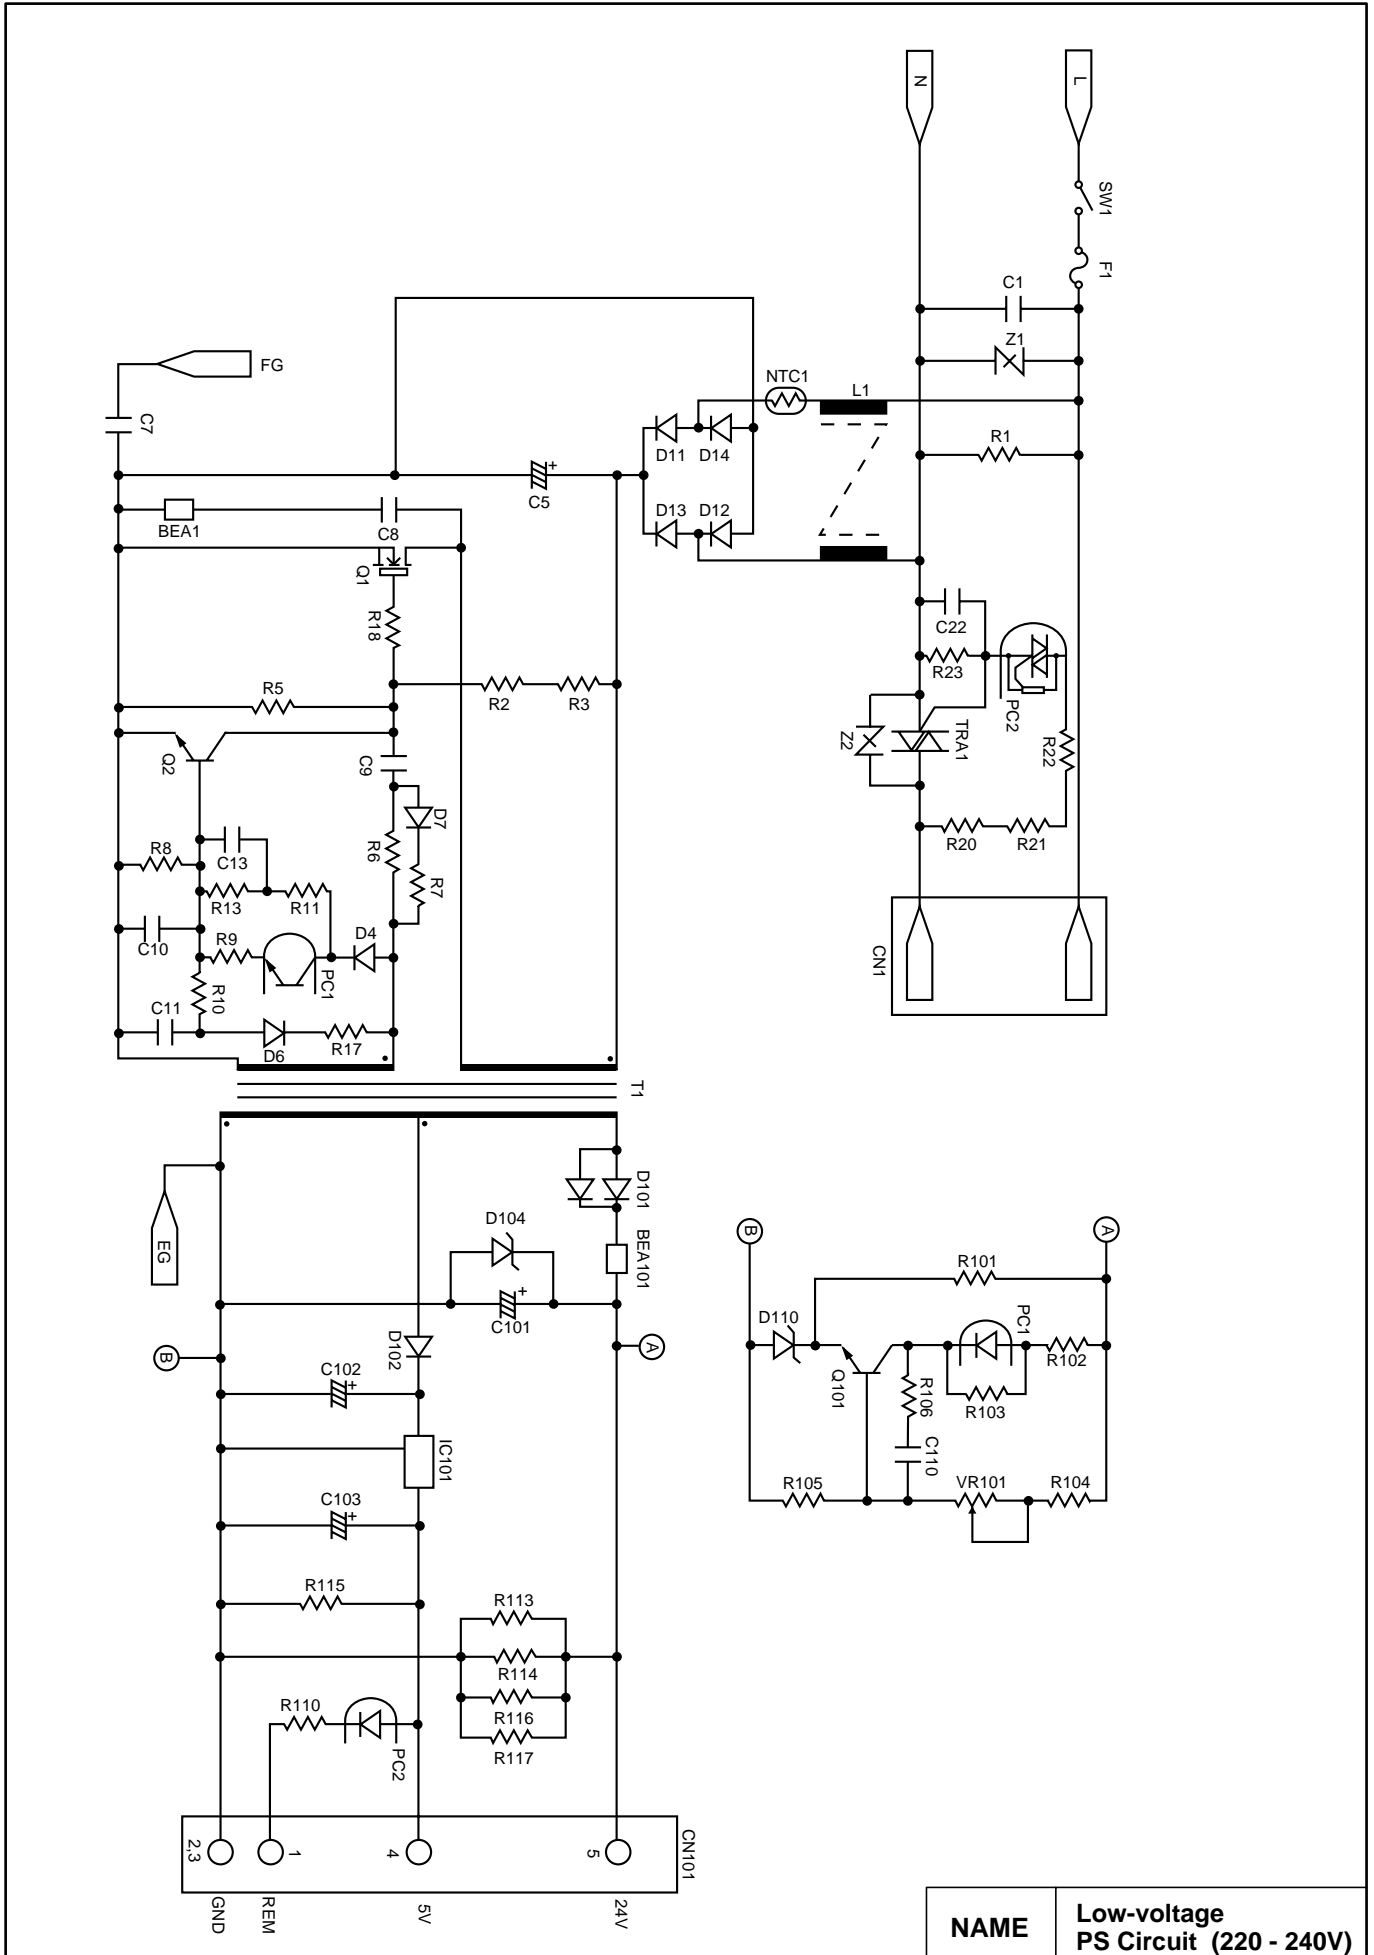 N
L
SW1
F1
C1
Z1
FG
NTC1
L1
C7
R1
D11
D14
C5
D13
D12
BEA1
C8
Q1
C22
R18
R23
PC2
R5
R2
R3
TRA1
Z2
Q2
C9
R22
D7
R8
C13
R6
R20
R21
R7
R13
R11
C10
R9
D4
PC1
CN1
R10
C11
D6
R17
T1
D101
D104
EG
BEA101
B
A
R101
D110
PC1
C101
D102
A
B
R102
C102
Q101
R106
R103
IC101
C110
R105
VR101
R104
C103
R115
R113
R114
R110
R116
R117
PC2
CN101
2,3
1
4
5
GND
REM
5V
24V
NAME
Low-voltage
PS Circuit (220 - 240V)